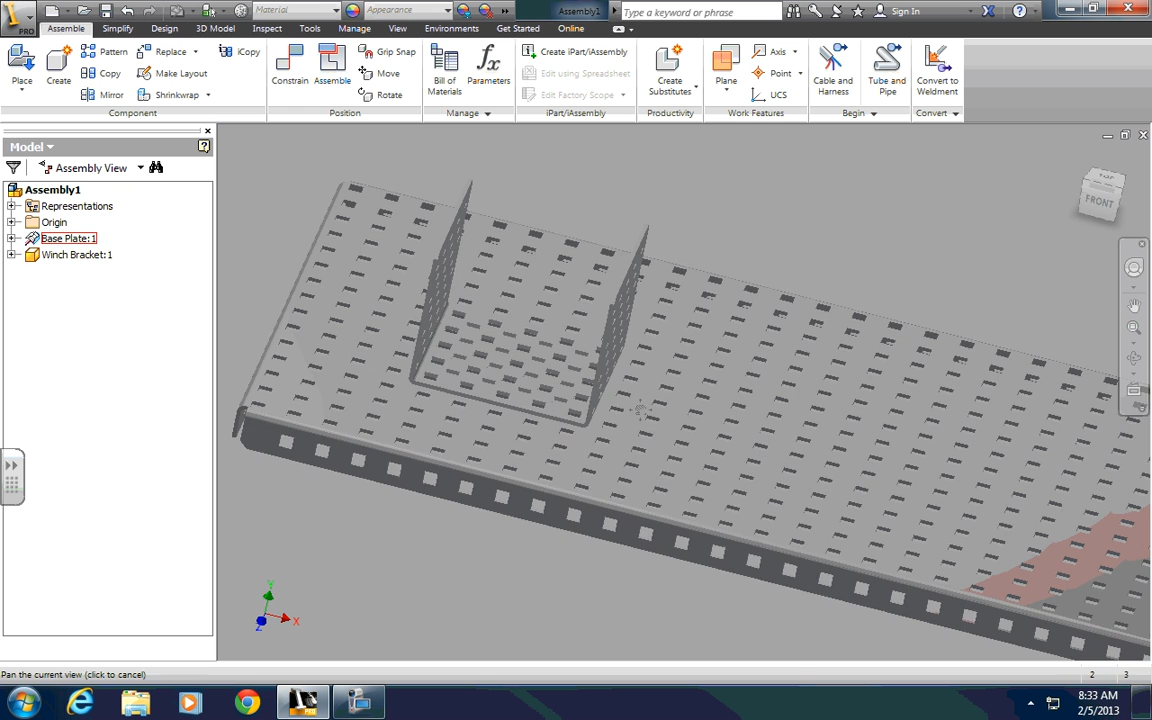 PRO
Material
Appearance
Assembly1
Type a keyword or phrase
Sign In
Assemble Simplify Design 3D Model Inspect Tools Manage View Environments Get Started Online
Place
Create
Pattern
Copy
Mirror
Replace
Make Layout
Shrinkwrap
iCopy
Component
Constrain
Assemble
Grip Snap
Move
Rotate
Position
Bill of
Materials
Parameters
Manage
Create iPart/iAssembly
Edit using Spreadsheet
Edit Factory Scope
iPart/iAssembly
Create
Substitutes
Productivity
Plane
Axis
Point
UCS
Work Features
Cable and
Harness
Tube and
Pipe
Begin
Convert to
Weldment
Convert
Model
Assembly View
Assembly1
Representations
Origin
Base Plate:1
Winch Bracket:1
TOP
FRONT
Y
X
Z
Pan the current view (click to cancel)
2 3
8:33 AM
2/5/2013